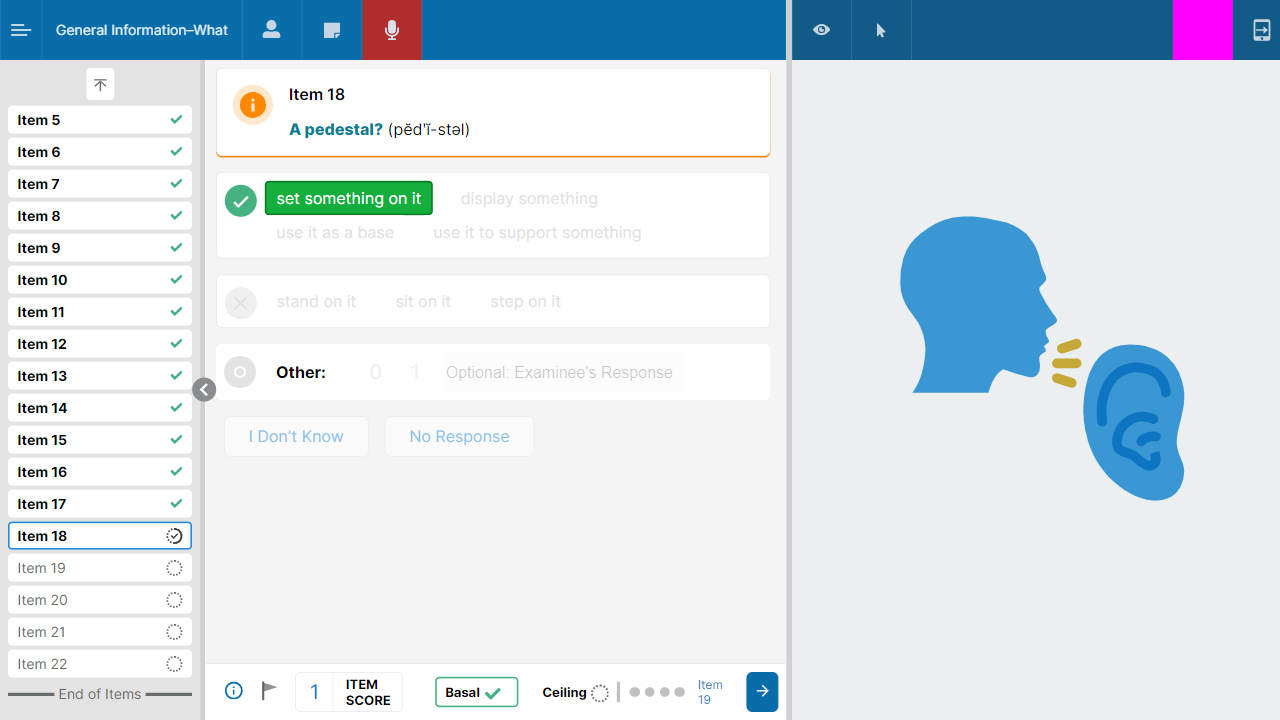 General Information–What
Item 5
Item 6
Item 7
Item 8
Item 9
Item 10
Item 11
Item 12
Item 13
Item 14
Item 15
Item 16
Item 17
Item 18
Item 19
Item 20
Item 21
Item 22
End of Items
Item 18
A pedestal? (pĕd'ĭ-stəl)
set something on it display something
use it as a base use it to support something
stand on it sit on it step on it
Other: 0 1 Optional: Examinee's Response
I Don't Know No Response
1 ITEM SCORE
Basal
Ceiling
Item 19